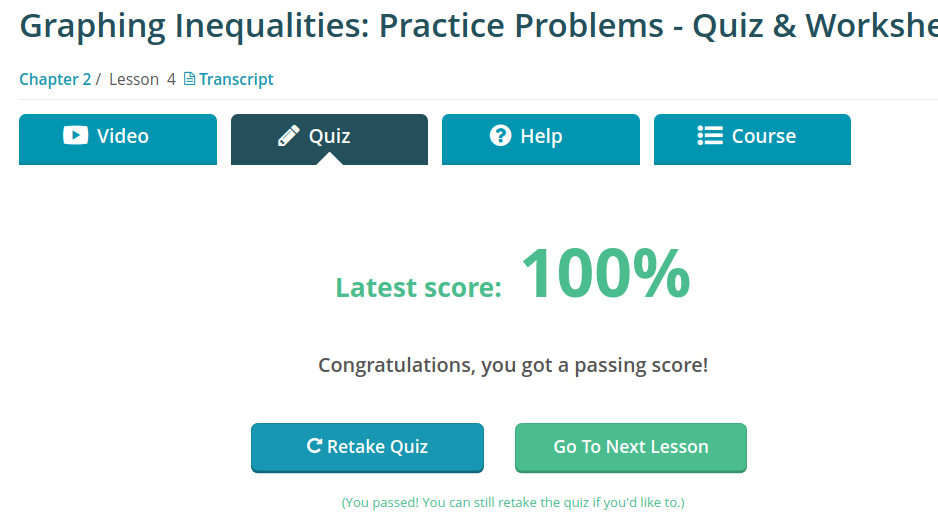 Graphing Inequalities: Practice Problems - Quiz & Workshe
Chapter 2 / Lesson 4 Transcript
Video Quiz Help Course
Latest score: 100%
Congratulations, you got a passing score!
Retake Quiz Go To Next Lesson
(You passed! You can still retake the quiz if you'd like to.)